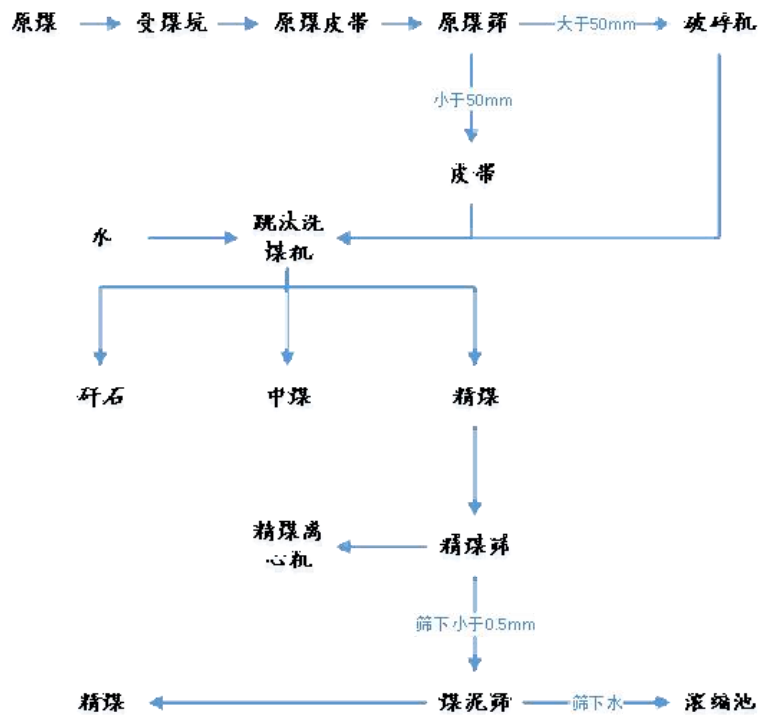 原煤 受煤坑 原煤皮带 原煤筛 大于50mm 破碎机
小于50mm
皮带
水 跳汰洗
煤机
矸石 中煤 精煤
精煤离
心机 精煤筛
筛下小于0.5mm
精煤 煤泥筛 筛下水 浓缩池